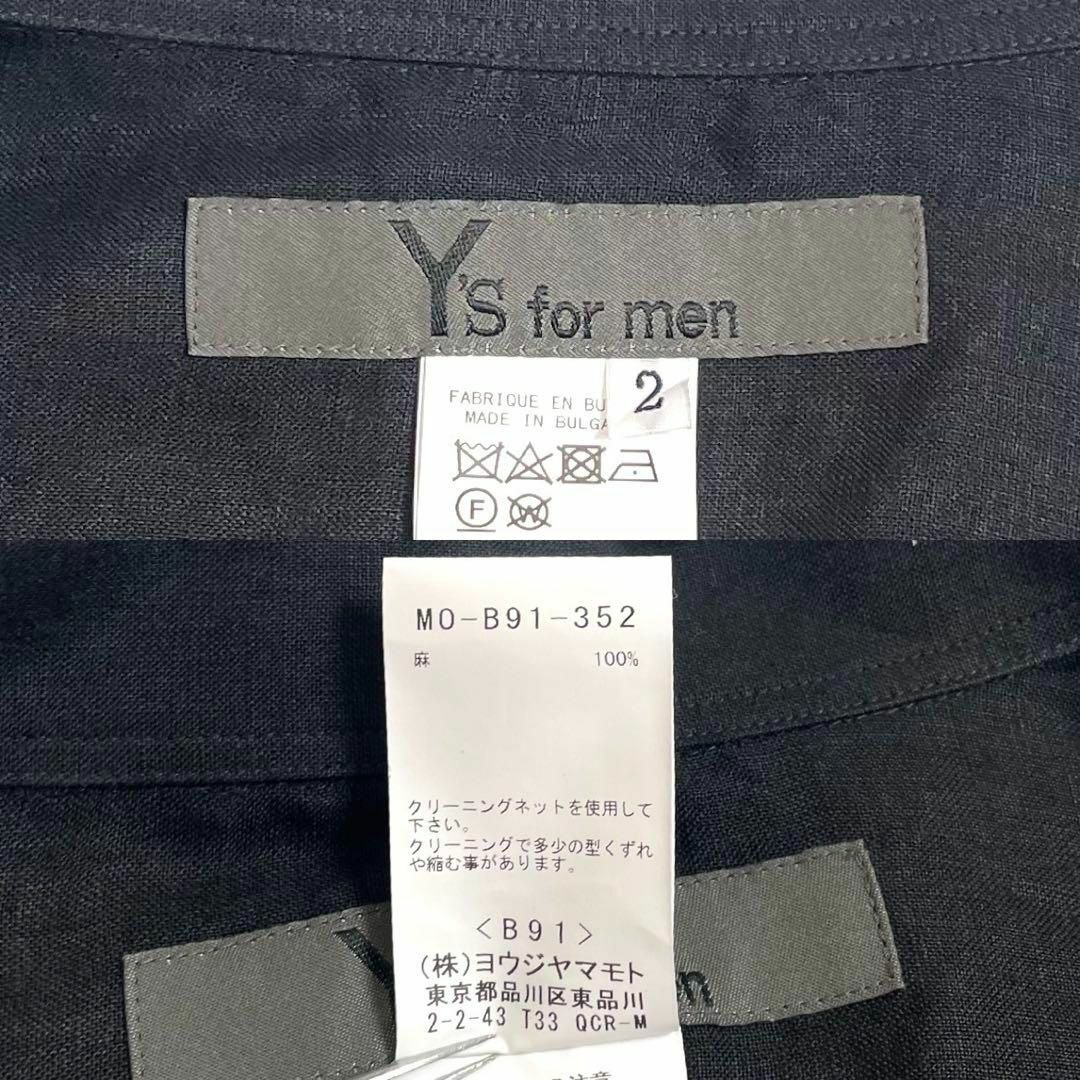 Y'S for men
2
FABRIQUE EN
MADE IN
F
W
MO-B91-352
麻 100%
クリーニングネットを使用して
下さい。
クリーニングで多少の型くずれ
や縮む事があります。
<B91>
(株)ヨウジヤマモト
東京都品川区東品川
2-2-43 T33 QCR-M
注意